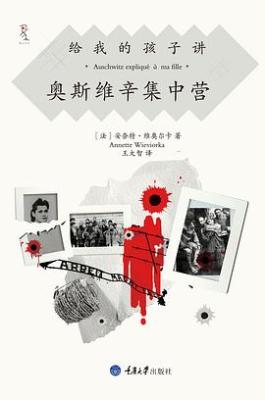 给我的孩子讲
* Auschwitz expliqué à ma fille *
奥斯维辛集中营
[法] 安奈特·维奥尔卡 著
Annette Wieviorka
王大智 译
ARBEIT MACHT
重庆大学出版社